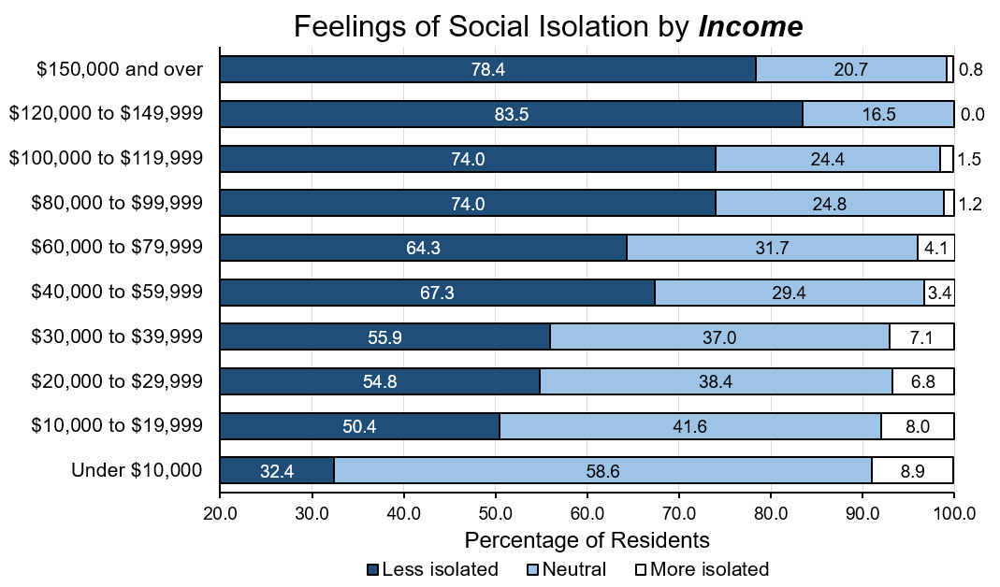 Feelings of Social Isolation by Income
$150,000 and over 78.4 20.7 0.8
$120,000 to $149,999 83.5 16.5 0.0
$100,000 to $119,999 74.0 24.4 1.5
$80,000 to $99,999 74.0 24.8 1.2
$60,000 to $79,999 64.3 31.7 4.1
$40,000 to $59,999 67.3 29.4 3.4
$30,000 to $39,999 55.9 37.0 7.1
$20,000 to $29,999 54.8 38.4 6.8
$10,000 to $19,999 50.4 41.6 8.0
Under $10,000 32.4 58.6 8.9
20.0 30.0 40.0 50.0 60.0 70.0 80.0 90.0 100.0
Percentage of Residents
Less isolated Neutral More isolated